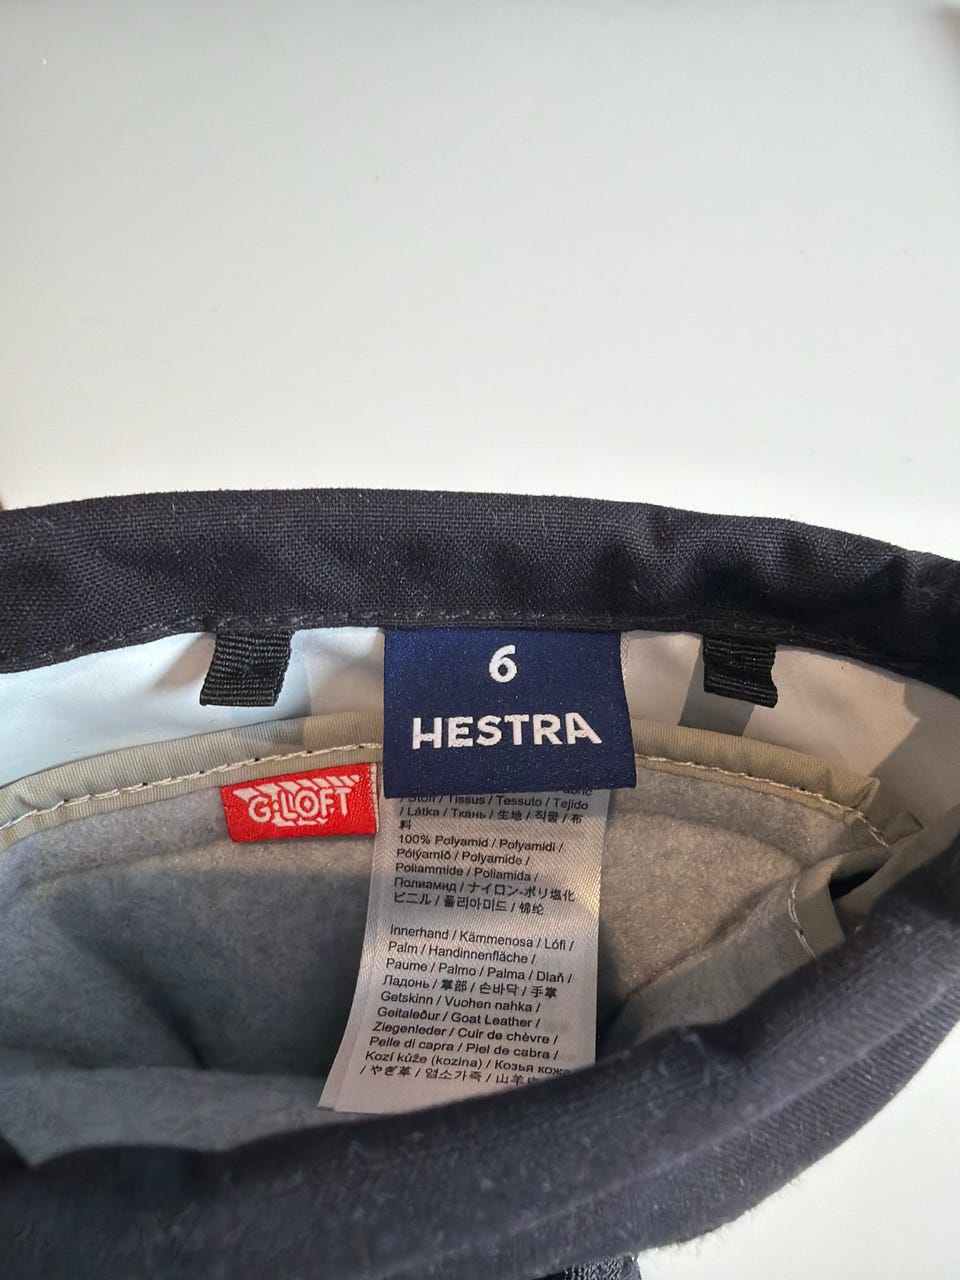 6
HESTRA
G·LOFT
/ Stoff / Tissus / Tessuto / Tejido
/ Látka / Ткань / 生地 / 직물 / 布
料
100% Polyamid / Polyamidi /
Pólýamíð / Polyamide /
Poliammide / Poliamida /
Полиамид / ナイロン-ポリ塩化
ビニル / 폴리아미드 / 锦纶
Innerhand / Kämmenosa / Lófi /
Palm / Handinnenfläche /
Paume / Palmo / Palma / Dlaň /
Ладонь / 掌部 / 손바닥 / 手掌
Getskinn / Vuohen nahka /
Geitaleður / Goat Leather /
Ziegenleder / Cuir de chèvre /
Pelle di capra / Piel de cabra /
Kozí kůže (kozina) / Козья кожа
/ やぎ革 / 염소가죽 / 山羊